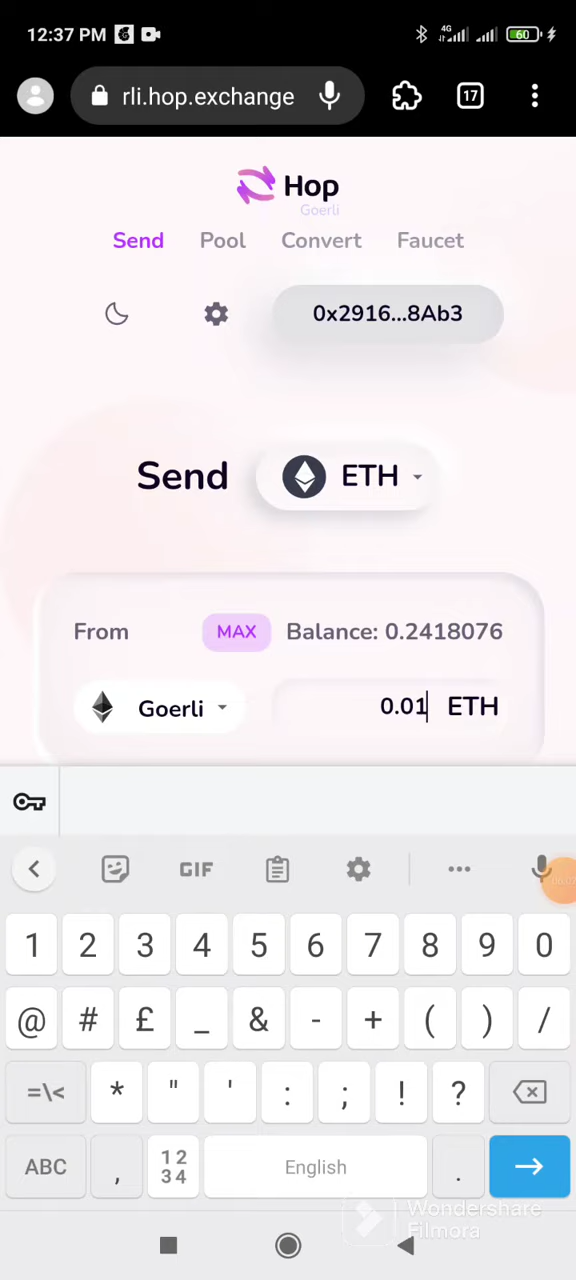 12:37 PM 4G 60
rli.hop.exchange 17
Hop
Goerli
Send Pool Convert Faucet
0x2916...8Ab3
Send ETH
From MAX Balance: 0.2418076
Goerli 0.01 ETH
GIF
1 2 3 4 5 6 7 8 9 0
@ # £ _ & - + ( ) /
=\< * " ' : ; ! ?
ABC , 12 English .
34
Wondershare
Filmora